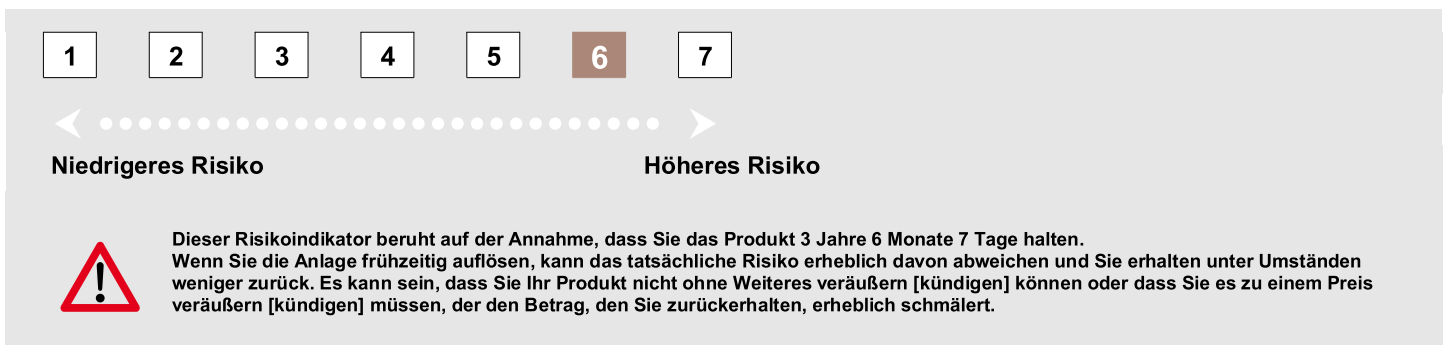 1 2 3 4 5 6 7
Niedrigeres Risiko Höheres Risiko
Dieser Risikoindikator beruht auf der Annahme, dass Sie das Produkt 3 Jahre 6 Monate 7 Tage halten.
Wenn Sie die Anlage frühzeitig auflösen, kann das tatsächliche Risiko erheblich davon abweichen und Sie erhalten unter Umständen
weniger zurück. Es kann sein, dass Sie Ihr Produkt nicht ohne Weiteres veräußern [kündigen] können oder dass Sie es zu einem Preis
veräußern [kündigen] müssen, der den Betrag, den Sie zurückerhalten, erheblich schmälert.